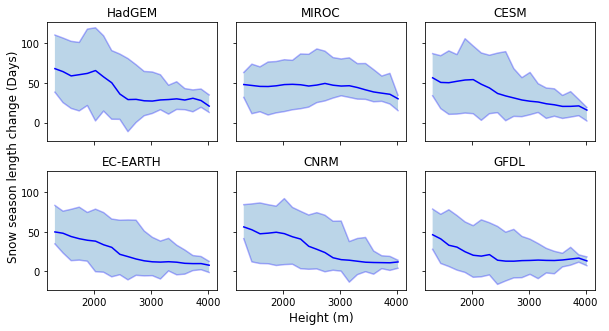 HadGEM MIROC CESM
100
50
0
EC-EARTH CNRM GFDL
100
50
0
2000 3000 4000 2000 3000 4000 2000 3000 4000
Snow season length change (Days)
Height (m)